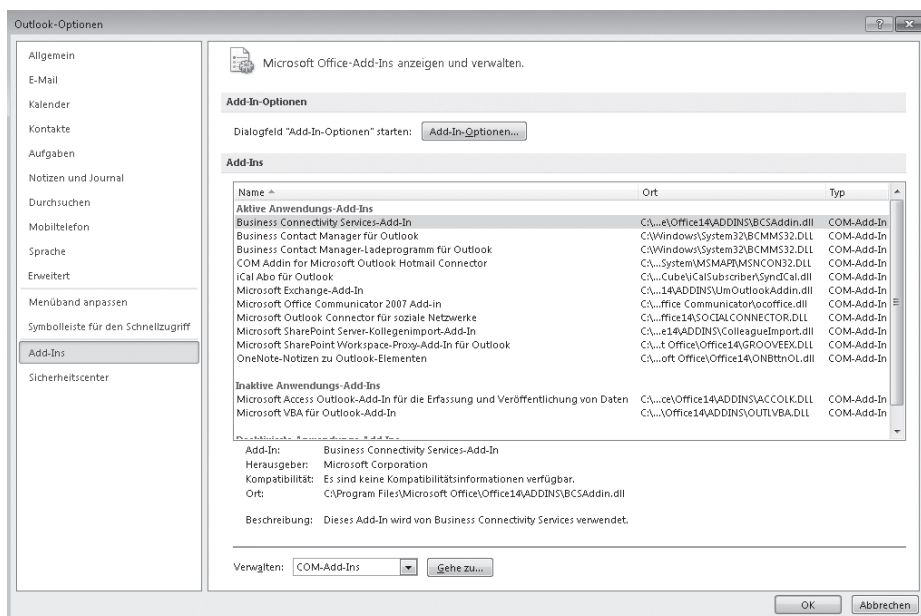 Outlook-Optionen
Allgemein
E-Mail
Kalender
Kontakte
Aufgaben
Notizen und Journal
Durchsuchen
Mobiltelefon
Sprache
Erweitert
Menüband anpassen
Symbolleiste für den Schnellzugriff
Add-Ins
Sicherheitscenter
Microsoft Office-Add-Ins anzeigen und verwalten.
Add-In-Optionen
Dialogfeld "Add-In-Optionen" starten: Add-In-Optionen...
Add-Ins
Name Ort Typ
Aktive Anwendungs-Add-Ins
Business Connectivity Services-Add-In C:\...e\Office14\ADDINS\BCSAddin.dll COM-Add-In
Business Contact Manager für Outlook C:\Windows\System32\BCMMS32.DLL COM-Add-In
Business Contact Manager-Ladeprogramm für Outlook C:\Windows\System32\BCMMS32.DLL COM-Add-In
COM Addin for Microsoft Outlook Hotmail Connector C:\...System\MSMAPI\MSNCON32.DLL COM-Add-In
iCal Abo für Outlook C:\...Cube\iCalSubscriber\SyncICal.dll COM-Add-In
Microsoft Exchange-Add-In C:\...14\ADDINS\UmOutlookAddin.dll COM-Add-In
Microsoft Office Communicator 2007 Add-in C:\...ffice Communicator\ocoffice.dll COM-Add-In
Microsoft Outlook Connector für soziale Netzwerke C:\...ffice14\SOCIALCONNECTOR.DLL COM-Add-In
Microsoft SharePoint Server-Kollegenimport-Add-In C:\...e14\ADDINS\ColleagueImport.dll COM-Add-In
Microsoft SharePoint Workspace-Proxy-Add-In für Outlook C:\...t Office\Office14\GROOVEEX.DLL COM-Add-In
OneNote-Notizen zu Outlook-Elementen C:\...oft Office\Office14\ONBttnOL.dll COM-Add-In
Inaktive Anwendungs-Add-Ins
Microsoft Access Outlook-Add-In für die Erfassung und Veröffentlichung von Daten C:\...ce\Office14\ADDINS\ACCOLK.DLL COM-Add-In
Microsoft VBA für Outlook-Add-In C:\...\Office14\ADDINS\OUTLVBA.DLL COM-Add-In
Deaktivierte Anwendungs-Add-Ins
Add-In: Business Connectivity Services-Add-In
Herausgeber: Microsoft Corporation
Kompatibilität: Es sind keine Kompatibilitätsinformationen verfügbar.
Ort: C:\Program Files\Microsoft Office\Office14\ADDINS\BCSAddin.dll
Beschreibung: Dieses Add-In wird von Business Connectivity Services verwendet.
Verwalten: COM-Add-Ins Gehe zu...
OK Abbrechen